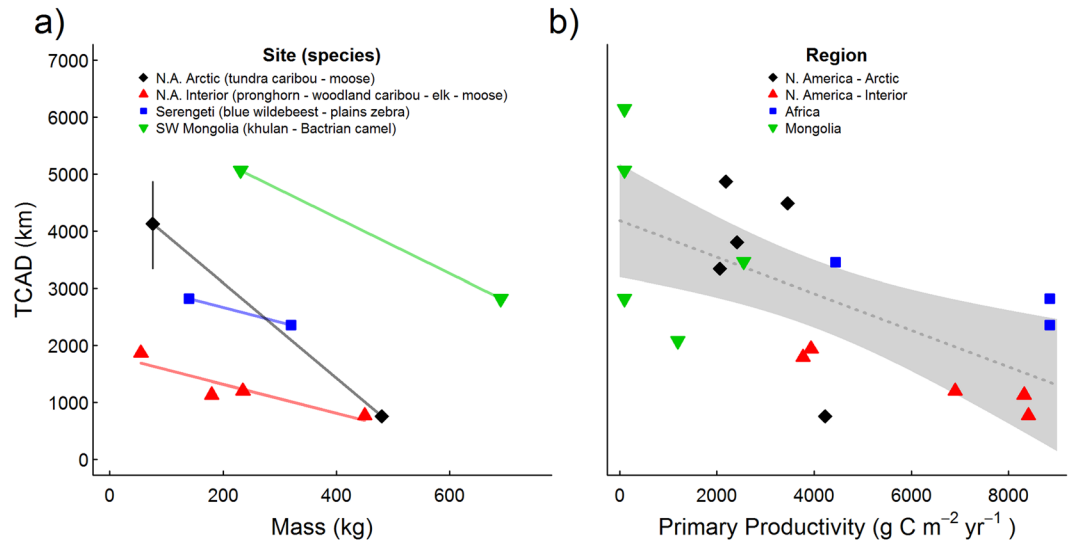 a)
TCAD (km)
7000
6000
5000
4000
3000
2000
1000
0
Site (species)
N.A. Arctic (tundra caribou - moose)
N.A. Interior (pronghorn - woodland caribou - elk - moose)
Serengeti (blue wildebeest - plains zebra)
SW Mongolia (khulan - Bactrian camel)
0 200 400 600
Mass (kg)
b)
Region
N. America - Arctic
N. America - Interior
Africa
Mongolia
0 2000 4000 6000 8000
Primary Productivity (g C m⁻² yr⁻¹ )